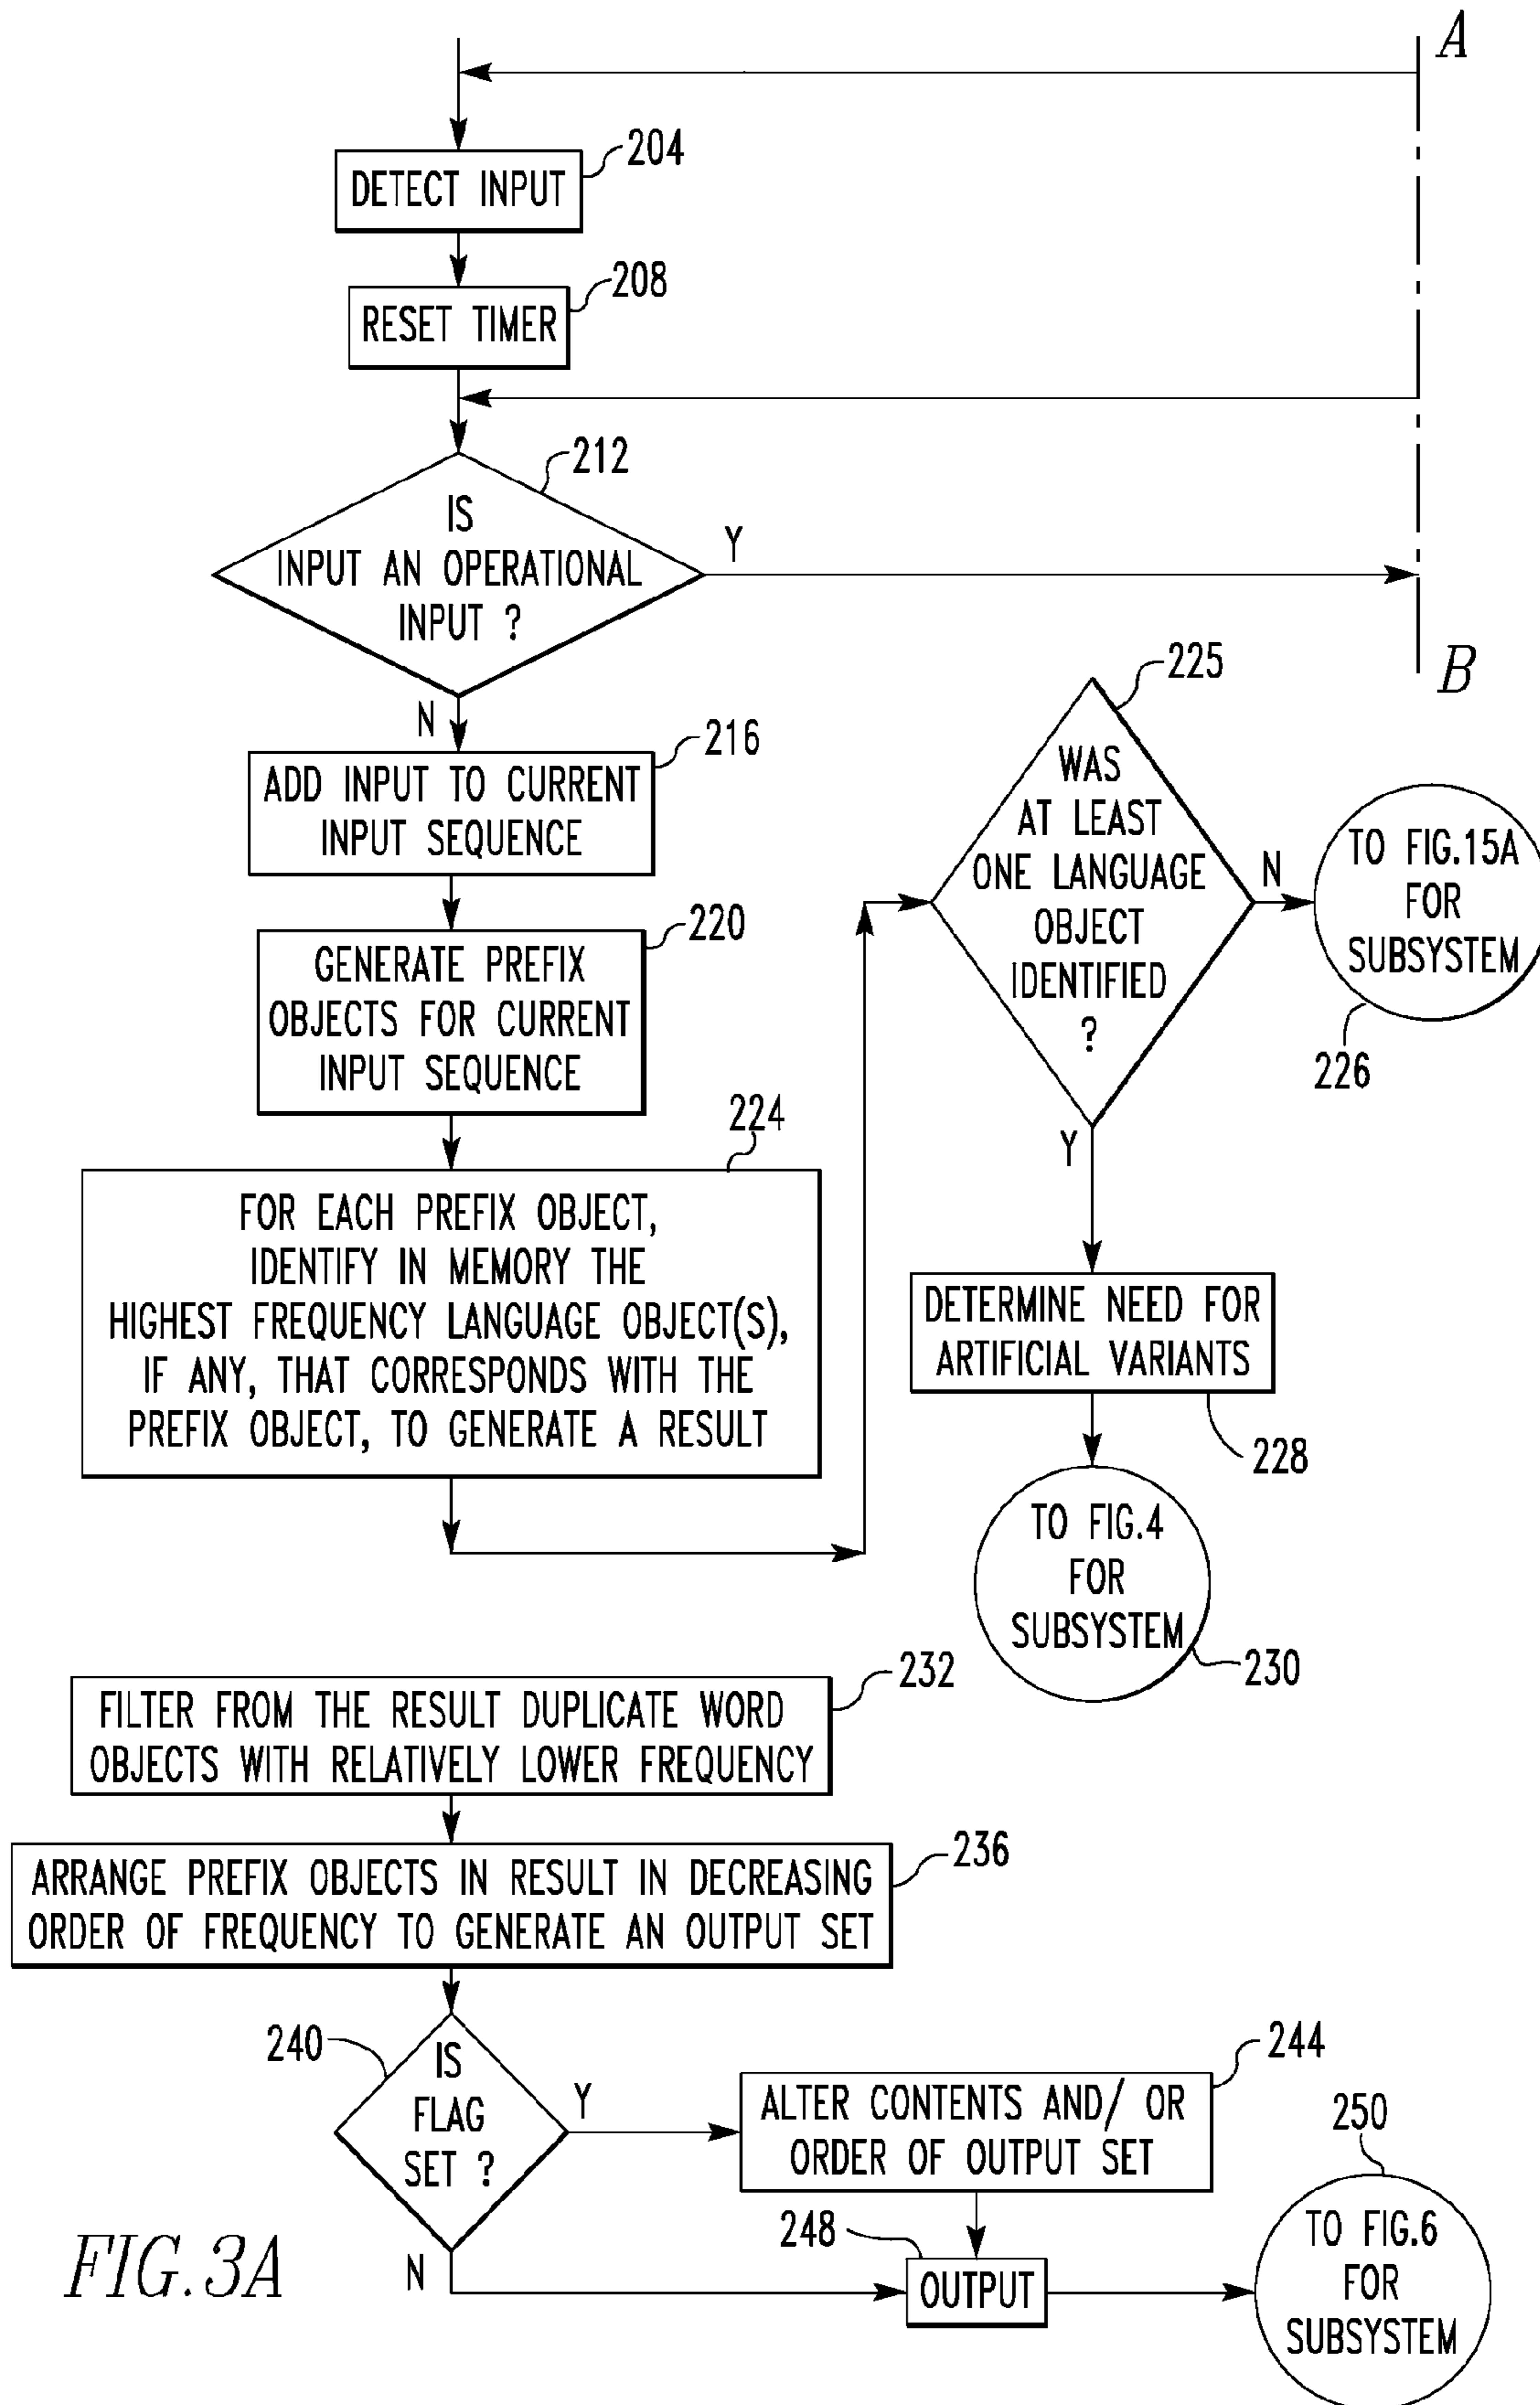 A
204
DETECT INPUT
208
RESET TIMER
212
IS
INPUT AN OPERATIONAL
INPUT ?
Y
B
N
216
ADD INPUT TO CURRENT
INPUT SEQUENCE
220
GENERATE PREFIX
OBJECTS FOR CURRENT
INPUT SEQUENCE
224
FOR EACH PREFIX OBJECT,
IDENTIFY IN MEMORY THE
HIGHEST FREQUENCY LANGUAGE OBJECT(S),
IF ANY, THAT CORRESPONDS WITH THE
PREFIX OBJECT, TO GENERATE A RESULT
225
WAS
AT LEAST
ONE LANGUAGE
OBJECT
IDENTIFIED
?
N
TO FIG.15A
FOR
SUBSYSTEM
226
Y
DETERMINE NEED FOR
ARTIFICIAL VARIANTS
228
TO FIG.4
FOR
SUBSYSTEM
230
232
FILTER FROM THE RESULT DUPLICATE WORD
OBJECTS WITH RELATIVELY LOWER FREQUENCY
236
ARRANGE PREFIX OBJECTS IN RESULT IN DECREASING
ORDER OF FREQUENCY TO GENERATE AN OUTPUT SET
240
IS
FLAG
SET ?
Y
244
ALTER CONTENTS AND/ OR
ORDER OF OUTPUT SET
N
248
OUTPUT
250
TO FIG.6
FOR
SUBSYSTEM
FIG.3A